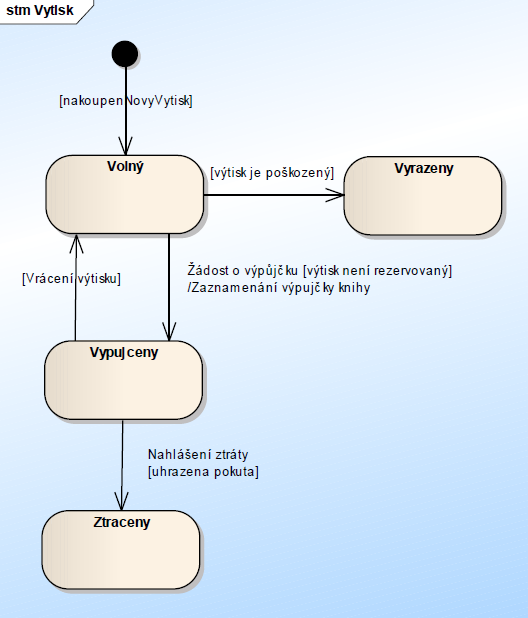 stm Vytisk
[nakoupenNovyVytisk]
Volný
[výtisk je poškozený]
Vyrazeny
[Vrácení výtisku]
Žádost o výpůjčku [výtisk není rezervovaný]
/Zaznamenání výpujčky knihy
Vypujceny
Nahlášení ztráty
[uhrazena pokuta]
Ztraceny